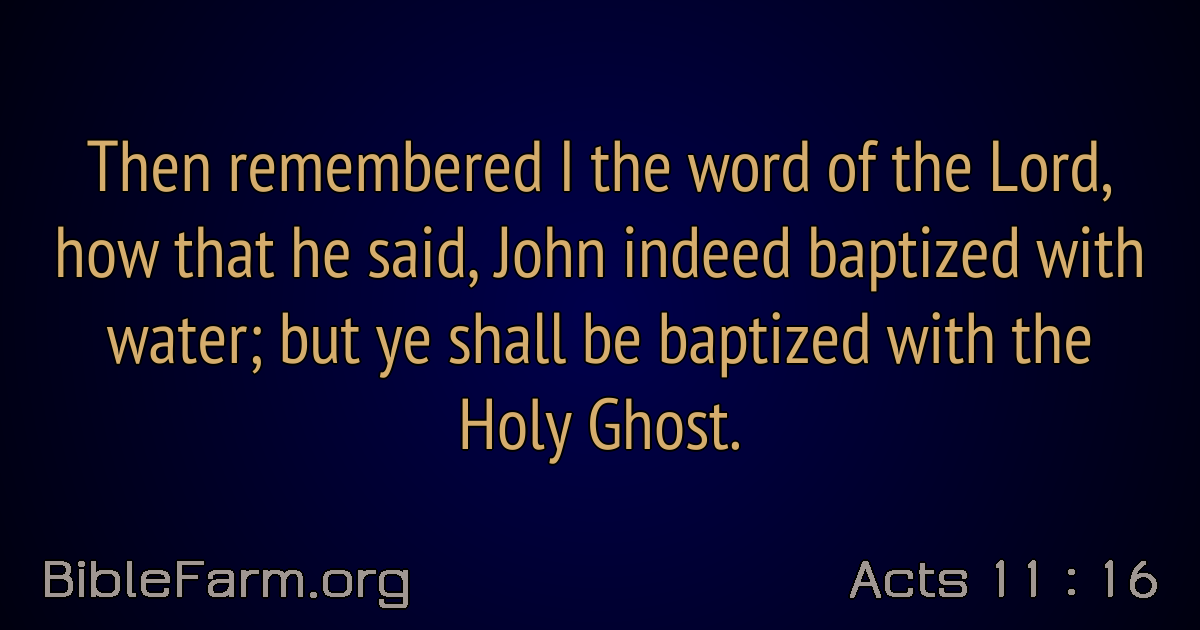 Then remembered I the word of the Lord,
how that he said, John indeed baptized with
water; but ye shall be baptized with the
Holy Ghost.
BibleFarm.org
Acts 11 : 16